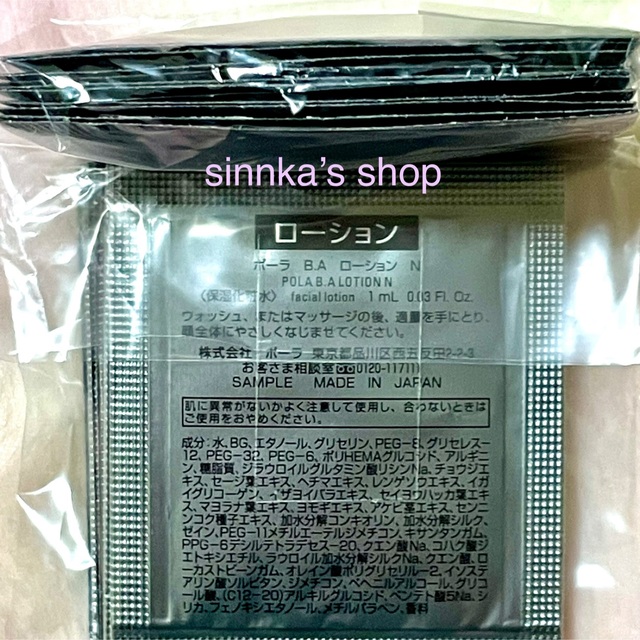 sinnka's shop
ローション
ポーラ B.A ローション N
POLA B.A LOTION N
〈保湿化粧水〉 facial lotion 1 mL 0.03 Fl. Oz.
ウォッシュ、またはマッサージの後、適量を手にとり、
顔全体にやさしくなじませてください。
株式会社 ポーラ 東京都品川区西五反田2-2-3
お客さま相談室 0120-117111
SAMPLE MADE IN JAPAN
肌に異常がないかよく注意して使用し、合わないときは
ご使用をおやめください。
成分:水、BG、エタノール、グリセリン、PEG-8、グリセレス-
12、PEG-32、PEG-6、ポリHEMAグルコシド、アルギニ
ン、糖脂質、ジラウロイルグルタミン酸リシンNa、チョウジエ
キス、セージ葉エキス、ヘチマエキス、レンゲソウエキス、イガ
イグリコーゲン、ノザヨイバラエキス、セイヨウハッカ葉エキ
ス、マヨラナ葉エキス、ヨモギエキス、アケビ茎エキス、センニ
ンコク種子エキス、加水分解コンキオリン、加水分解シルク、
ゼイン、PEG-11メチルエーテルジメチコン、キサンタンガム、
PPG-6デシルテトラデセス-20、クエン酸Na、コハク酸ジ
エトキシエチル、ラウロイル加水分解シルクNa、クエン酸、ロ
ーカストビーンガム、オレイン酸ポリグリセリル-2、イソステ
アリン酸ソルビタン、ジメチコン、ベヘニルアルコール、グリコ
ール酸、(C12-20)アルキルグルコシド、ペンテト酸5Na、シ
リカ、フェノキシエタノール、メチルパラベン、香料